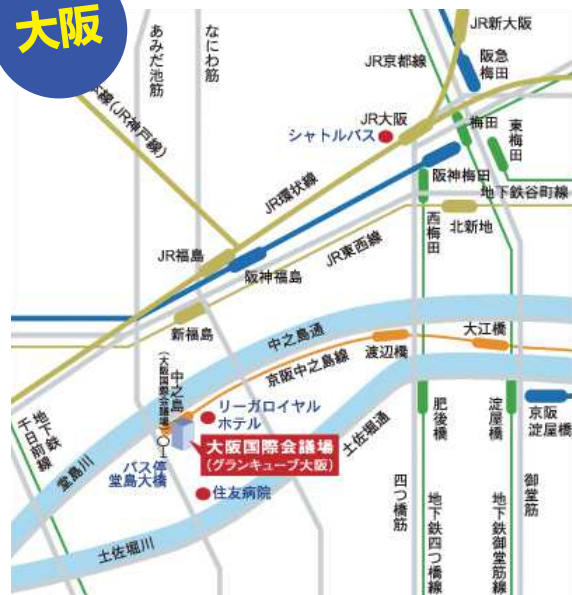 大阪
あみだ池筋
なにわ筋
JR新大阪
JR京都線
阪急
梅田
線(JR神戸線)
JR大阪
シャトルバス
梅田
東梅田
阪神梅田
地下鉄谷町線
JR環状線
西梅田
北新地
JR東西線
JR福島
阪神福島
新福島
中之島通
大江橋
渡辺橋
京阪中之島線
中之島
(大阪国際会議場)
リーガロイヤル
ホテル
大阪国際会議場
(グランキューブ大阪)
土佐堀通
肥後橋
淀屋橋
京阪
淀屋橋
地下鉄
千日前線
堂島川
バス停
堂島大橋
住友病院
土佐堀川
四つ橋筋
地下鉄四つ橋線
地下鉄御堂筋線
御堂筋